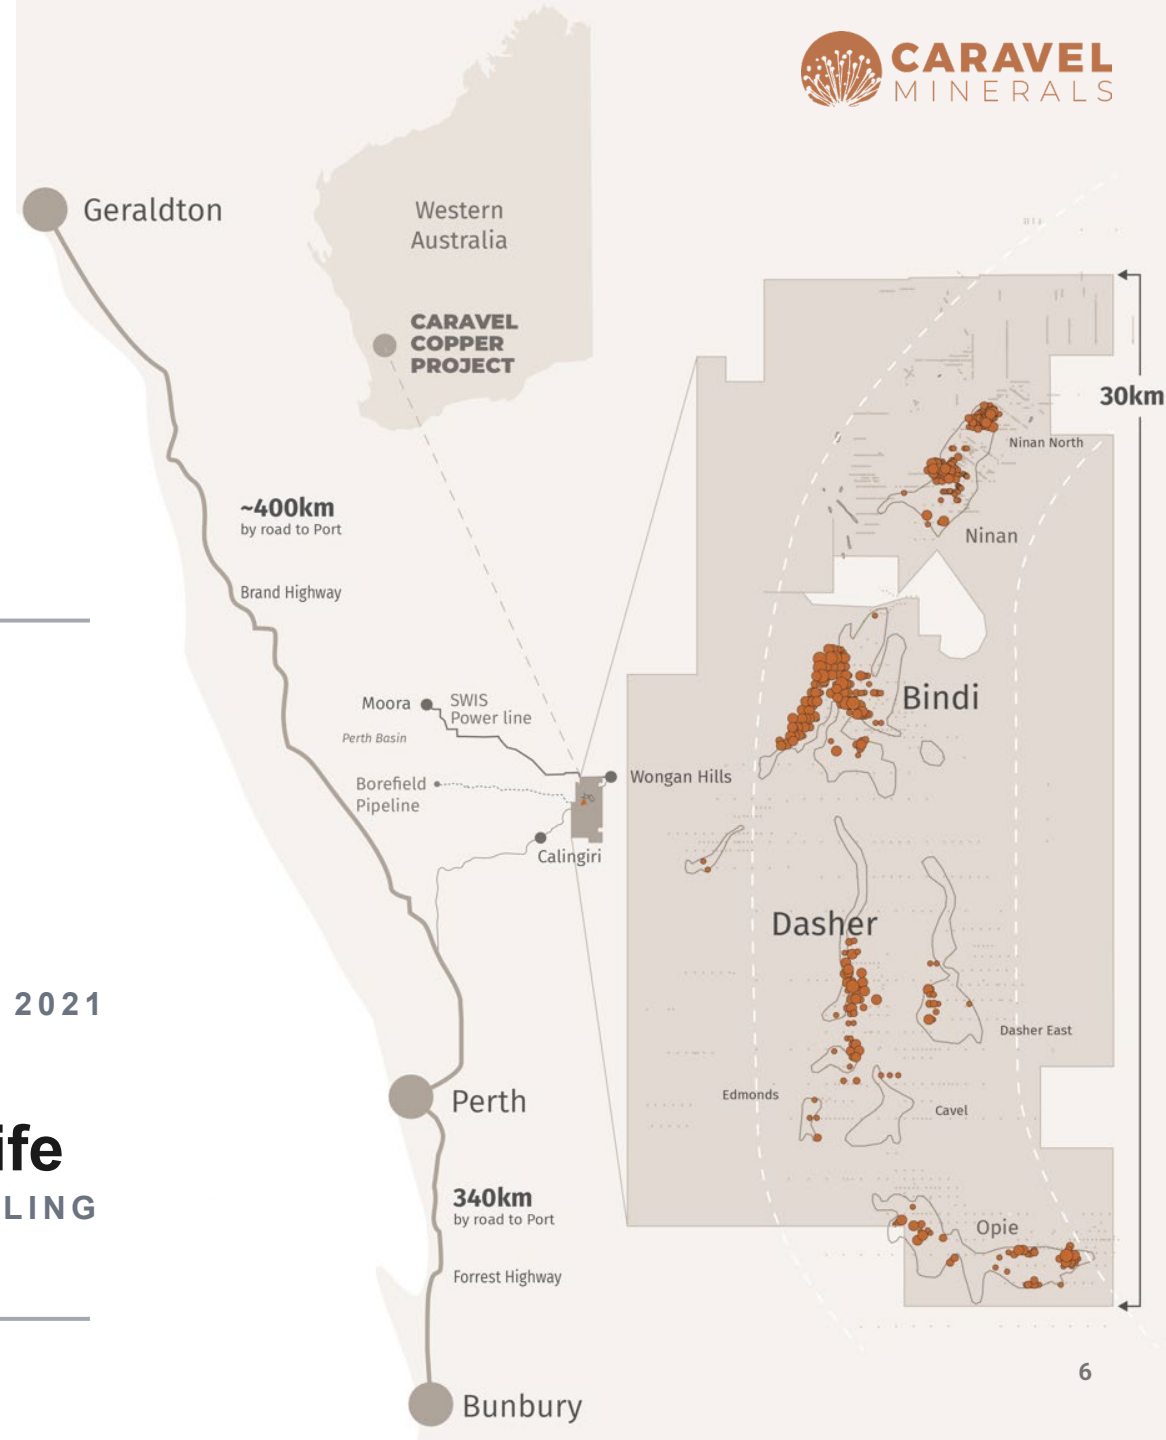 CARAVEL
MINERALS
Geraldton
Western
Australia
CARAVEL
COPPER
PROJECT
30km
Ninan North
~400km
by road to Port
Ninan
Brand Highway
Moora
SWIS
Power line
Bindi
Perth Basin
Borefield
Pipeline
Wongan Hills
Calingiri
Dasher
2021
Dasher East
Perth
Edmonds
Cavel
ife
LING
340km
by road to Port
Opie
Forrest Highway
6
Bunbury